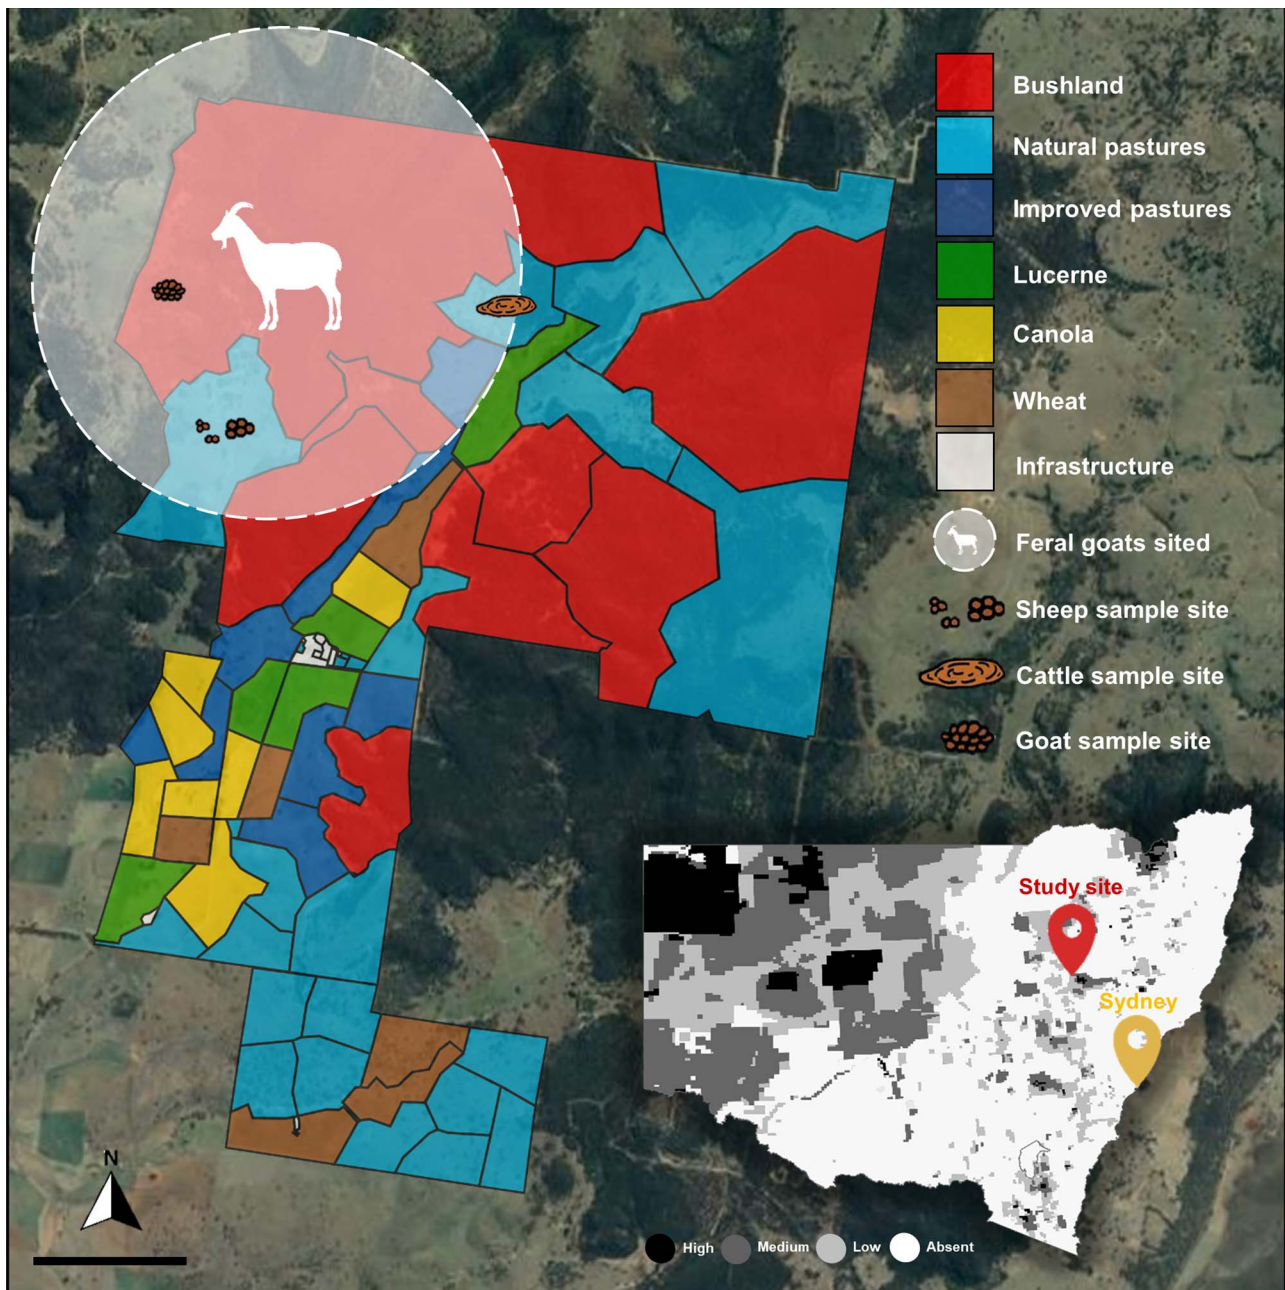 Bushland
Natural pastures
Improved pastures
Lucerne
Canola
Wheat
Infrastructure
Feral goats sited
Sheep sample site
Cattle sample site
Goat sample site
Study site
Sydney
N
High
Medium
Low
Absent